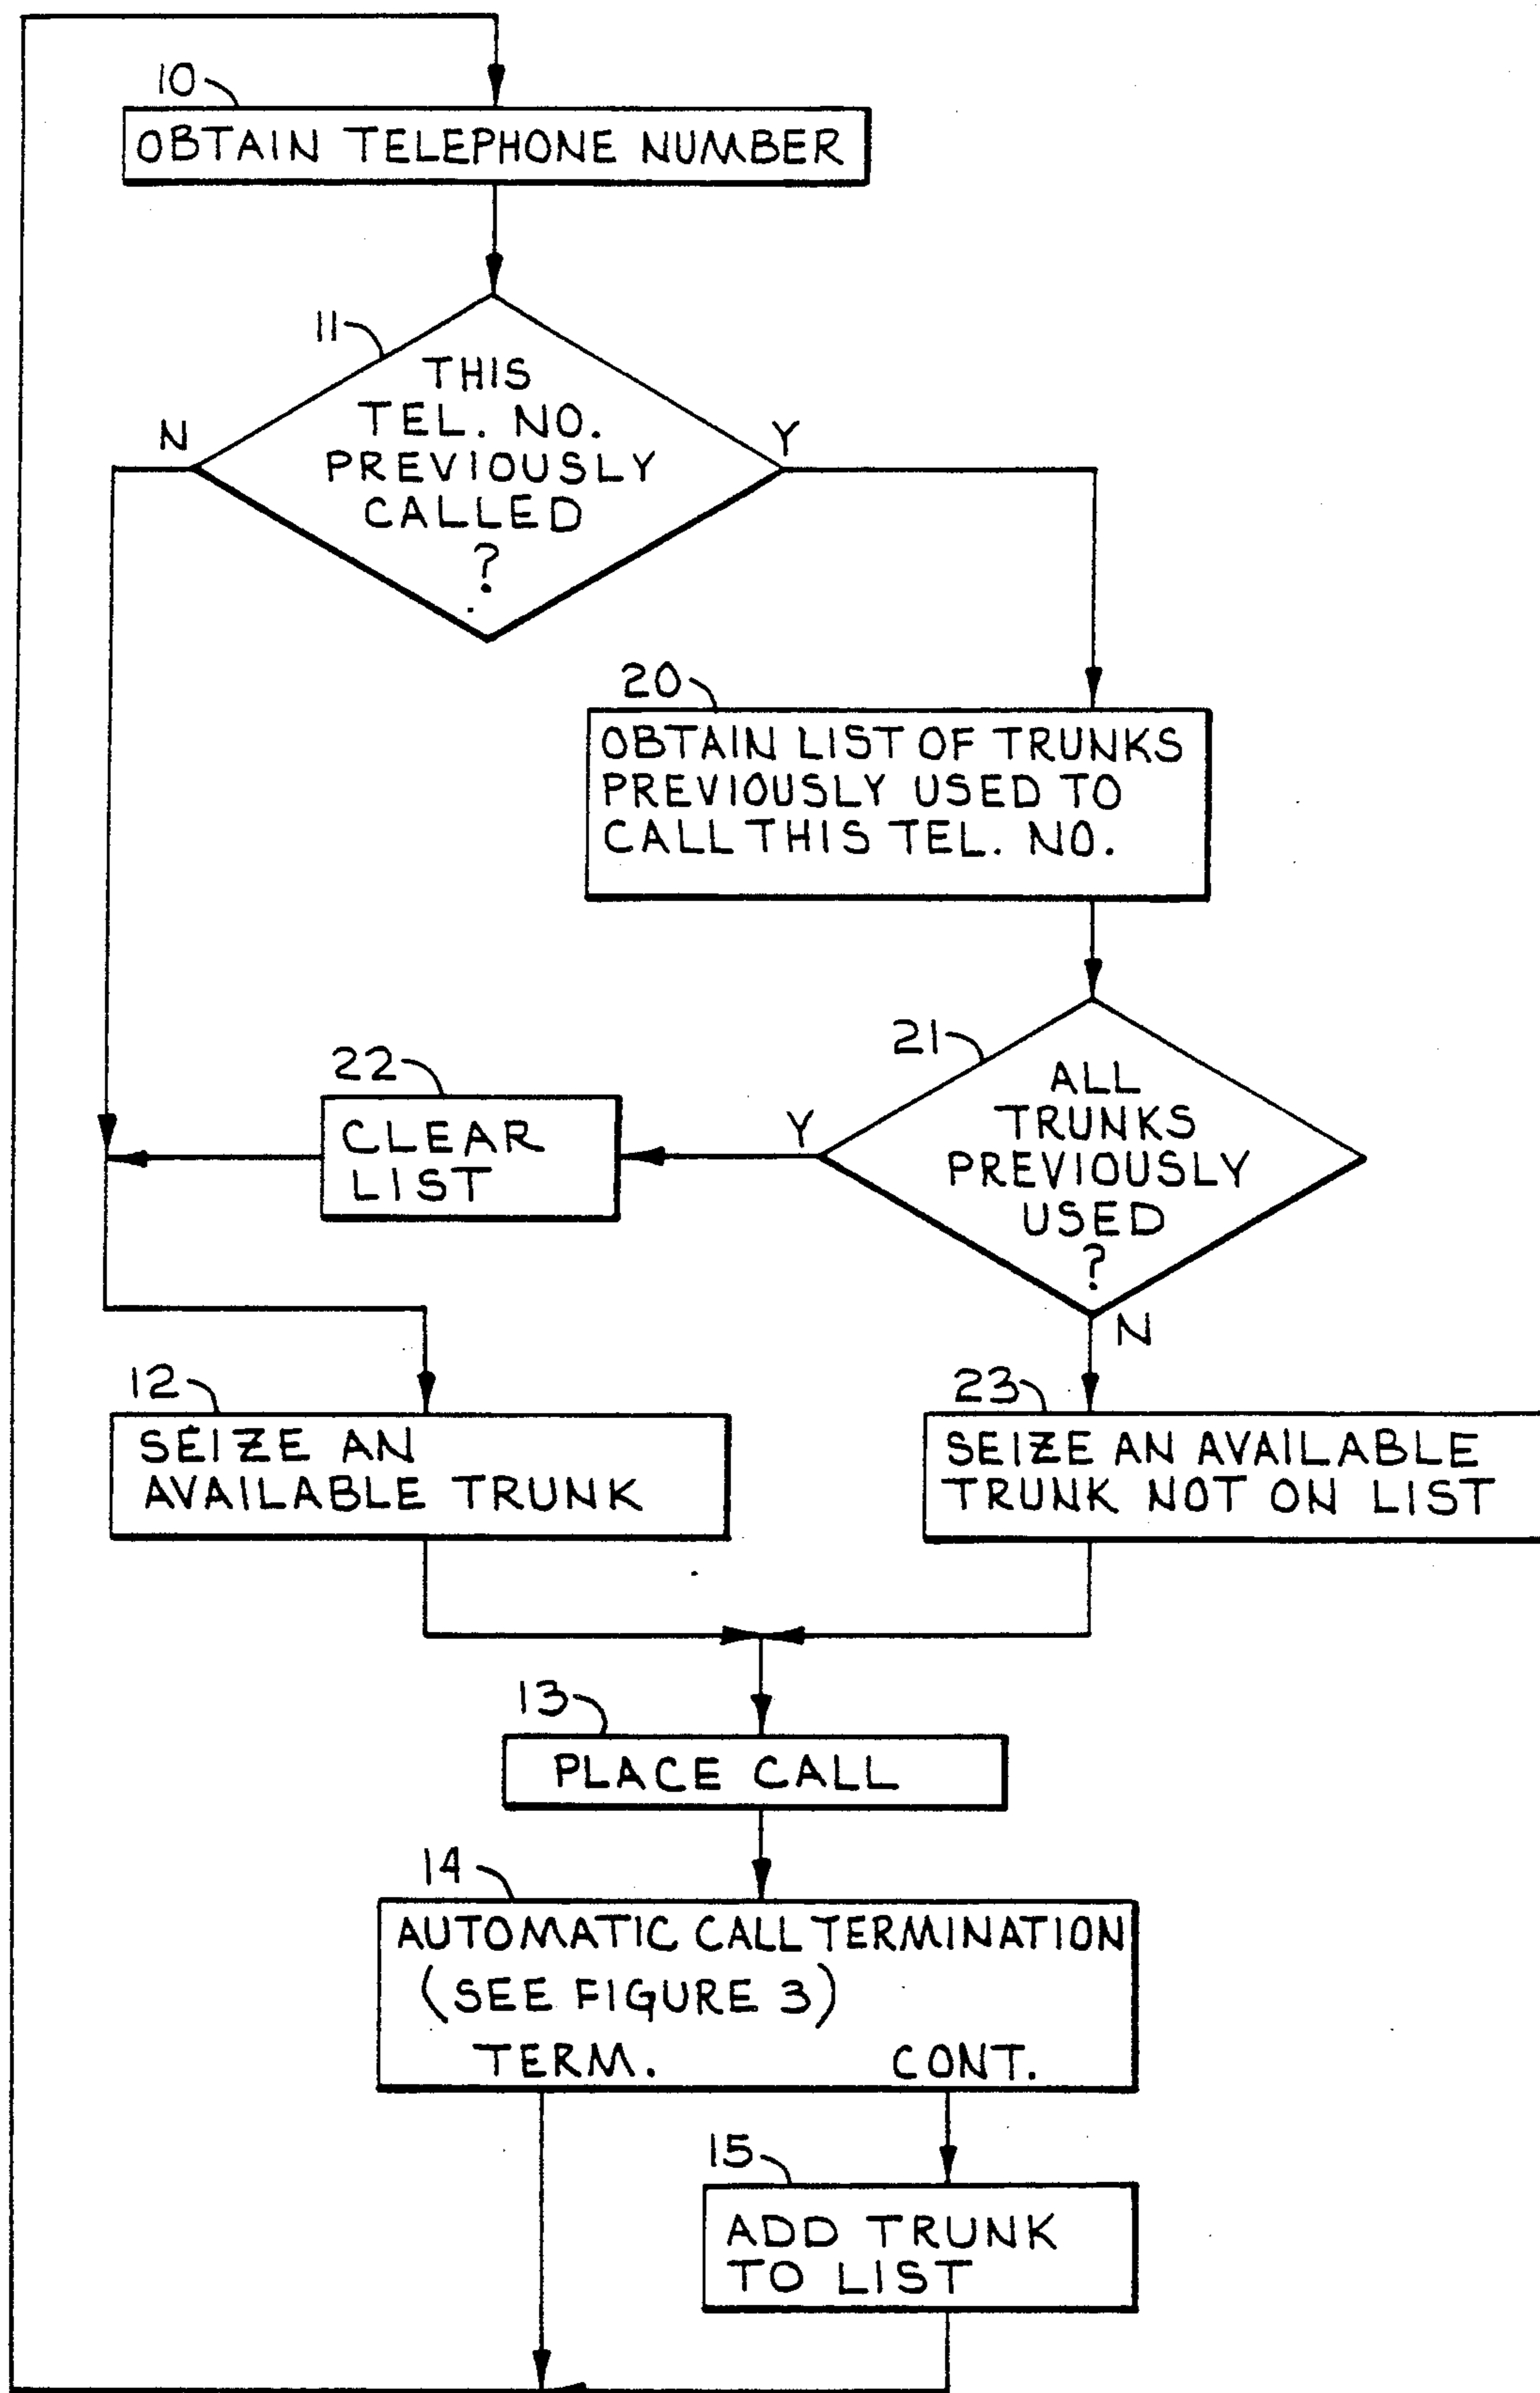 10
OBTAIN TELEPHONE NUMBER
11
THIS
TEL. NO.
PREVIOUSLY
CALLED
?
N
Y
20
OBTAIN LIST OF TRUNKS
PREVIOUSLY USED TO
CALL THIS TEL. NO.
21
ALL
TRUNKS
PREVIOUSLY
USED
?
Y
N
22
CLEAR
LIST
12
SEIZE AN
AVAILABLE TRUNK
23
SEIZE AN AVAILABLE
TRUNK NOT ON LIST
13
PLACE CALL
14
AUTOMATIC CALL TERMINATION
(SEE FIGURE 3)
TERM. CONT.
15
ADD TRUNK
TO LIST